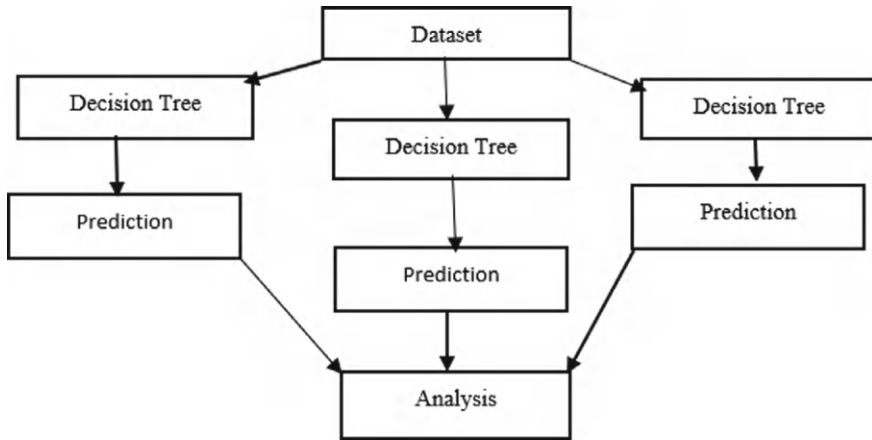 Dataset
Decision Tree
Decision Tree
Decision Tree
Prediction
Prediction
Prediction
Analysis